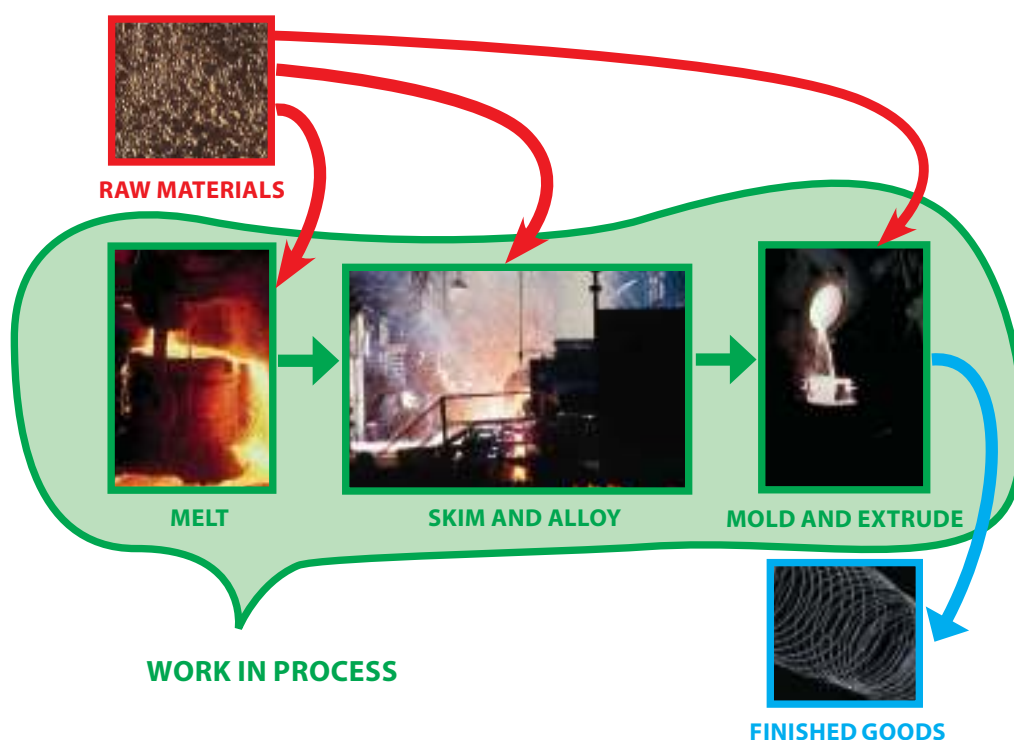 RAW MATERIALS
MELT
SKIM AND ALLOY
MOLD AND EXTRUDE
WORK IN PROCESS
FINISHED GOODS